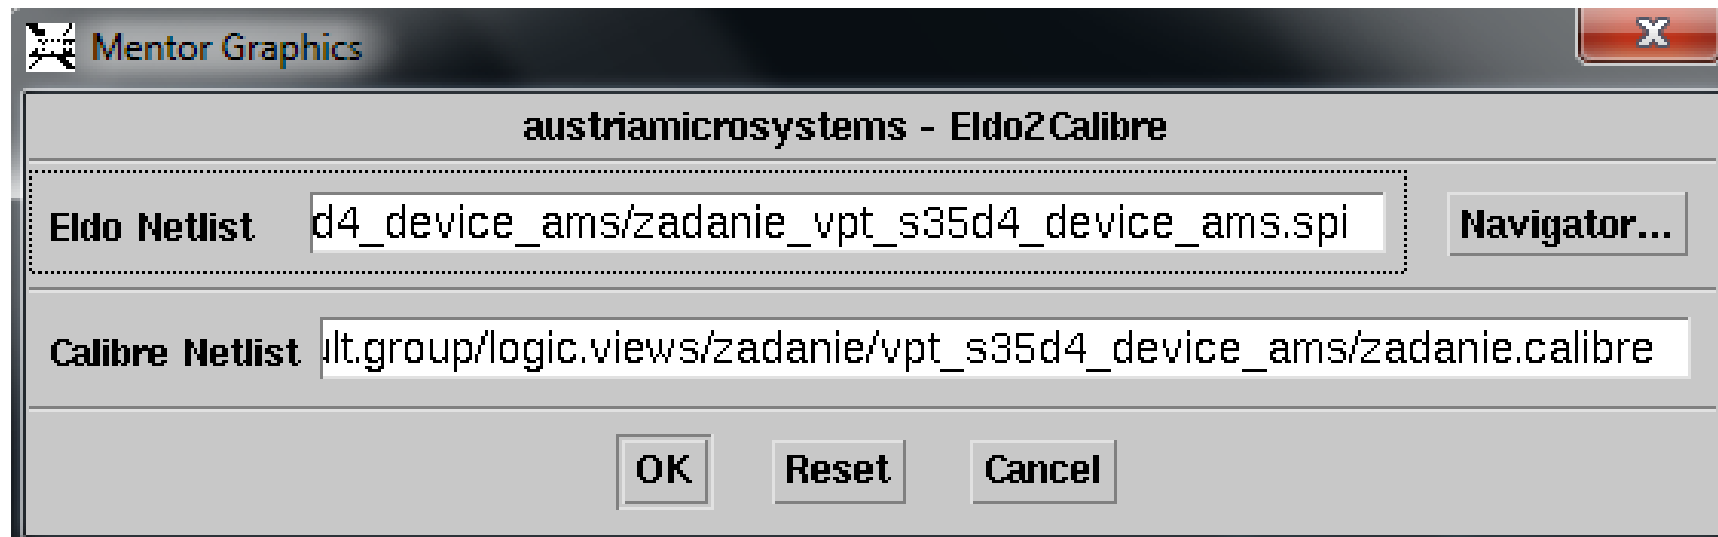 Mentor Graphics
austriamicrosystems - Eldo2Calibre
Eldo Netlist d4_device_ams/zadanie_vpt_s35d4_device_ams.spi Navigator...
Calibre Netlist ult.group/logic.views/zadanie/vpt_s35d4_device_ams/zadanie.calibre
OK Reset Cancel